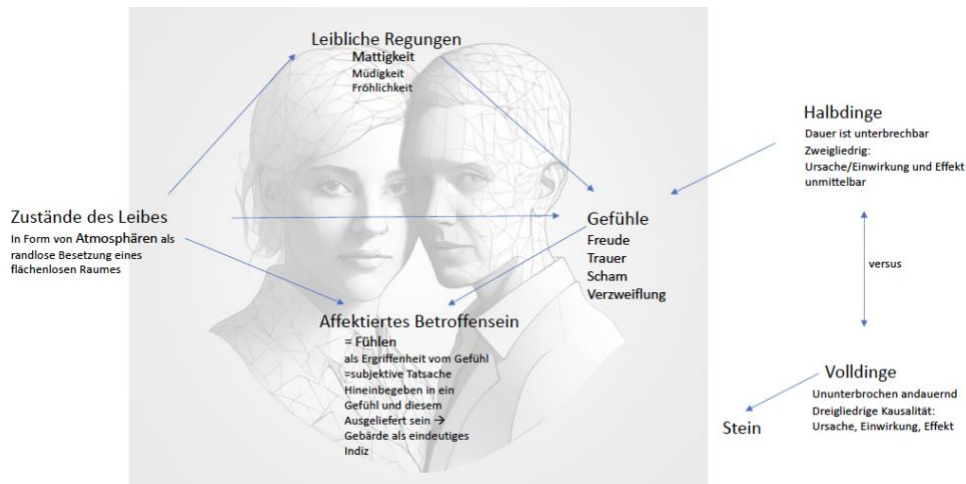 Leibliche Regungen
Mattigkeit
Müdigkeit
Fröhlichkeit
Zustände des Leibes
In Form von Atmosphären als
randlose Besetzung eines
flächenlosen Raumes
Gefühle
Freude
Trauer
Scham
Verzweiflung
Affektiertes Betroffensein
= Fühlen
als Ergriffenheit vom Gefühl
=subjektive Tatsache
Hineinbegeben in ein
Gefühl und diesem
Ausgeliefert sein →
Gebärde als eindeutiges
Indiz
Halbdinge
Dauer ist unterbrechbar
Zweigliedrig:
Ursache/Einwirkung und Effekt
unmittelbar
versus
Volldinge
Ununterbrochen andauernd
Dreigliedrige Kausalität:
Ursache, Einwirkung, Effekt
Stein